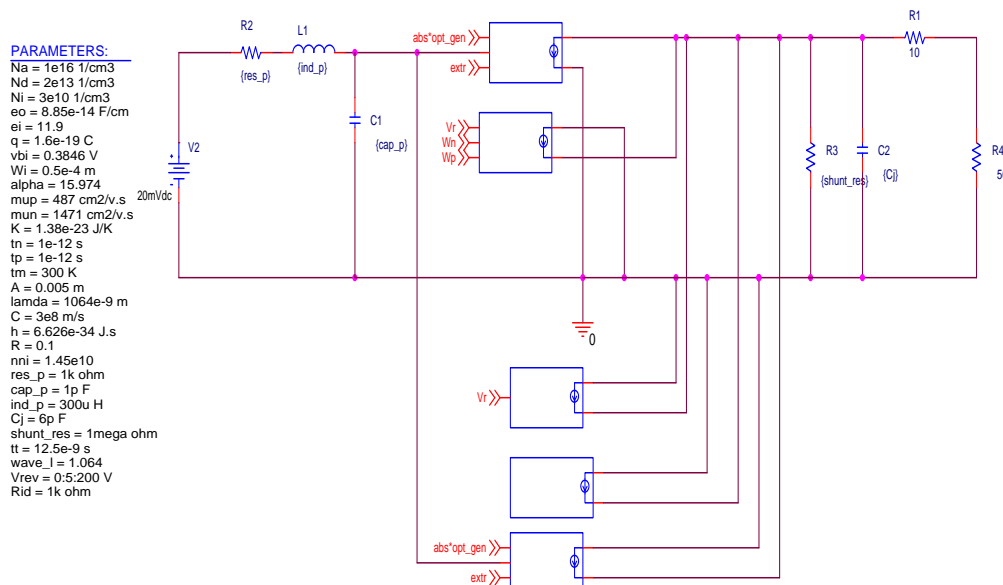 PARAMETERS:
Na = 1e16 1/cm3
Nd = 2e13 1/cm3
Ni = 3e10 1/cm3
eo = 8.85e-14 F/cm
ei = 11.9
q = 1.6e-19 C
vbi = 0.3846 V
Wi = 0.5e-4 m
alpha = 15.974
mup = 487 cm2/v.s
mun = 1471 cm2/v.s
K = 1.38e-23 J/K
tn = 1e-12 s
tp = 1e-12 s
tm = 300 K
A = 0.005 m
lamda = 1064e-9 m
C = 3e8 m/s
h = 6.626e-34 J.s
R = 0.1
nni = 1.45e10
res_p = 1k ohm
cap_p = 1p F
ind_p = 300u H
Cj = 6p F
shunt_res = 1mega ohm
tt = 12.5e-9 s
wave_l = 1.064
Vrev = 0:5:200 V
Rid = 1k ohm
V2
20mVdc
R2
{res_p}
L1
{ind_p}
C1
{cap_p}
abs*opt_gen
extr
Vr
Wn
Wp
R1
10
R3
{shunt_res}
C2
{Cj}
R4
5
0
Vr
abs*opt_gen
extr